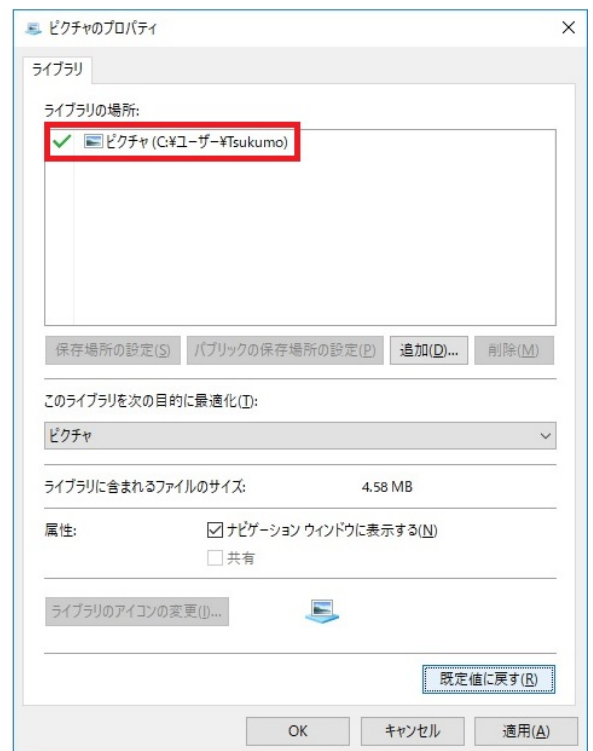 ピクチャのプロパティ
ライブラリ
ライブラリの場所:
ピクチャ (C:¥ユーザー¥Tsukumo)
保存場所の設定(S) パブリックの保存場所の設定(P) 追加(D)... 削除(M)
このライブラリを次の目的に最適化(T):
ピクチャ
ライブラリに含まれるファイルのサイズ: 4.58 MB
属性: ナビゲーション ウィンドウに表示する(N)
共有
ライブラリのアイコンの変更(I)...
既定値に戻す(R)
OK キャンセル 適用(A)